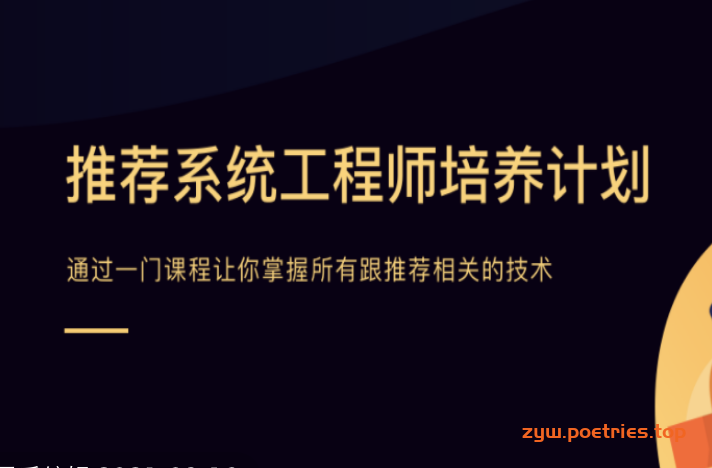 推荐系统工程师培养计划
通过一门课程让你掌握所有跟推荐相关的技术
zyw.poetries.top